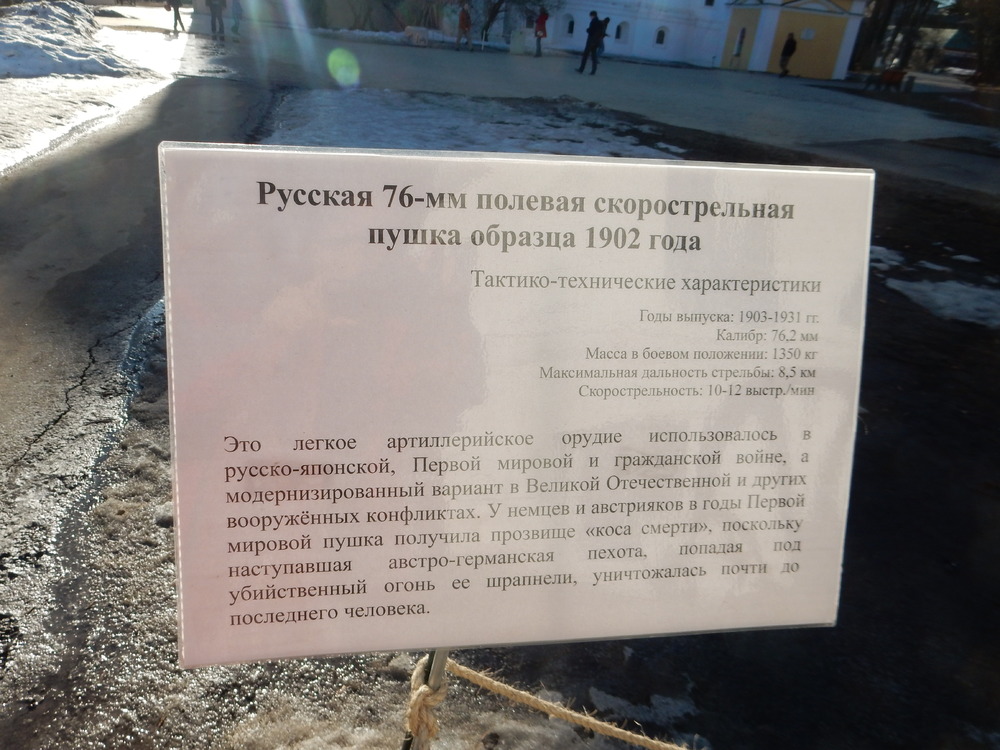 Русская 76-мм полевая скорострельная
пушка образца 1902 года
Тактико-технические характеристики
Годы выпуска: 1903-1931 гг.
Калибр: 76,2 мм
Масса в боевом положении: 1350 кг
Максимальная дальность стрельбы: 8,5 км
Скорострельность: 10-12 выстр./мин
Это легкое артиллерийское орудие использовалось в
русско-японской, Первой мировой и гражданской войне, а
модернизированный вариант в Великой Отечественной и других
вооружённых конфликтах. У немцев и австрияков в годы Первой
мировой пушка получила прозвище «коса смерти», поскольку
наступавшая австро-германская пехота, попадая под
убийственный огонь ее шрапнели, уничтожалась почти до
последнего человека.